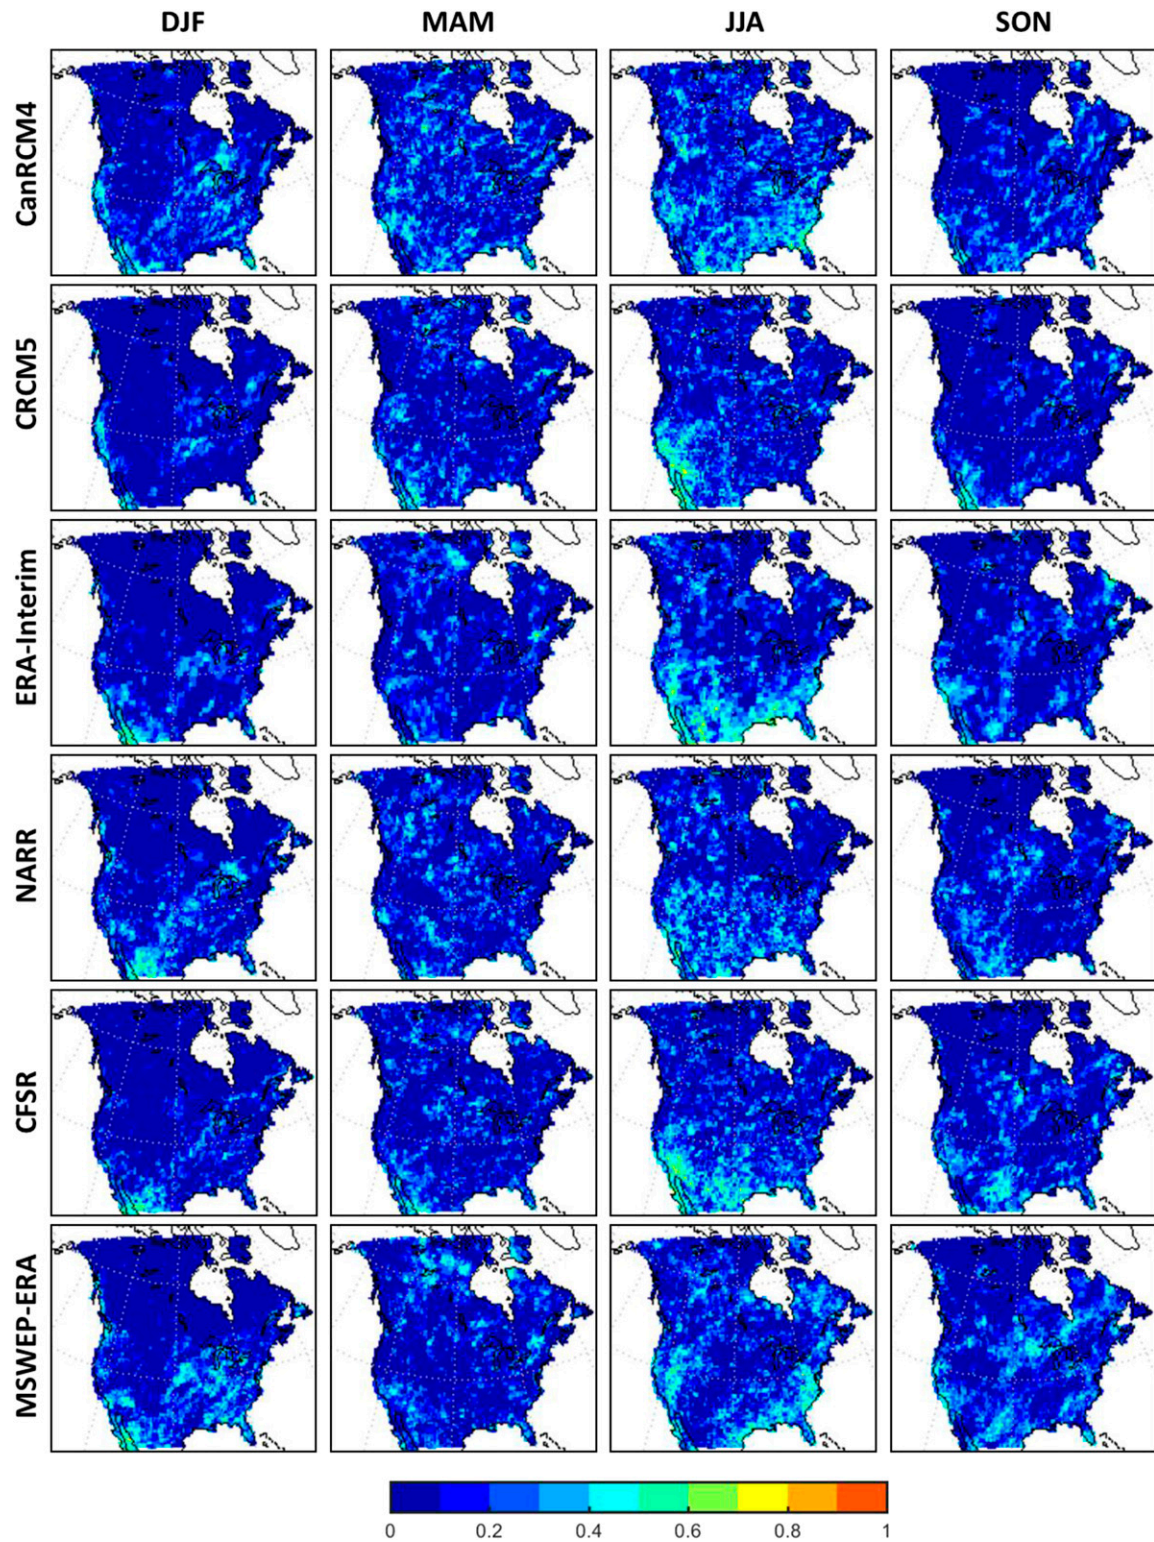 DJF MAM JJA SON
CanRCM4
CRCM5
ERA-Interim
NARR
CFSR
MSWEP-ERA
0 0.2 0.4 0.6 0.8 1